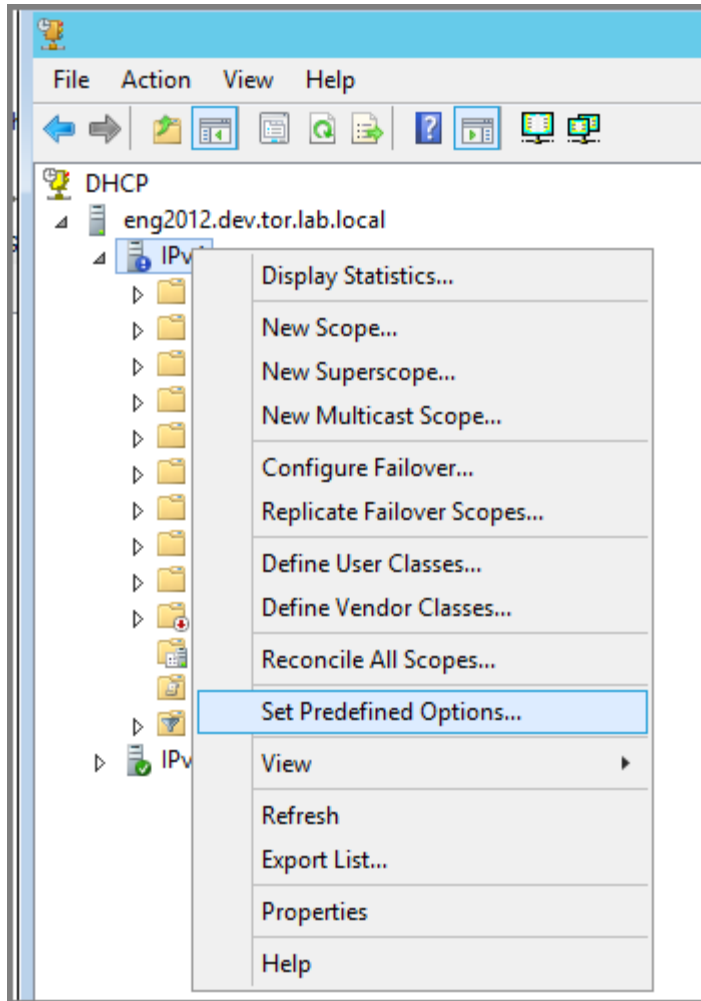 File Action View Help
DHCP
eng2012.dev.tor.lab.local
Display Statistics...
New Scope...
New Superscope...
New Multicast Scope...
Configure Failover...
Replicate Failover Scopes...
Define User Classes...
Define Vendor Classes...
Reconcile All Scopes...
Set Predefined Options...
View
Refresh
Export List...
Properties
Help